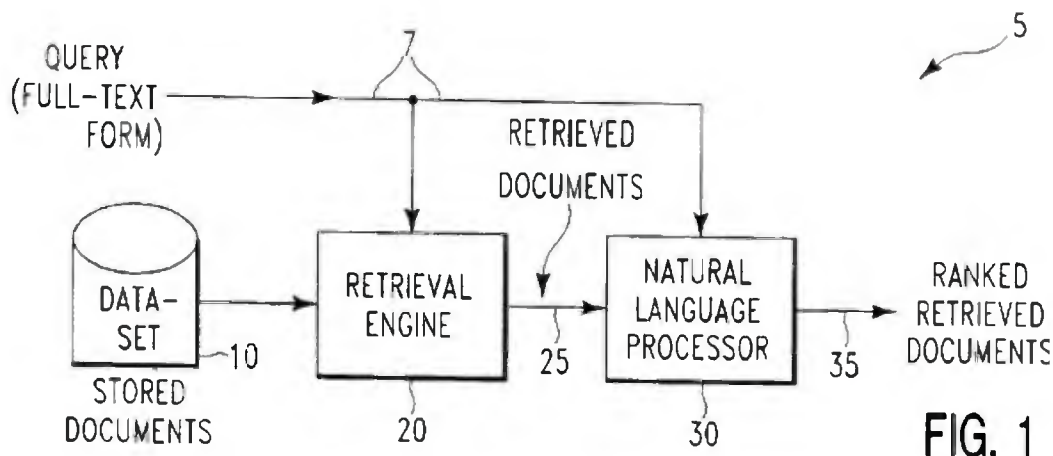 5
7
QUERY
(FULL-TEXT
FORM)
RETRIEVED
DOCUMENTS
DATA-
SET
10
STORED
DOCUMENTS
RETRIEVAL
ENGINE
20
25
NATURAL
LANGUAGE
PROCESSOR
30
35
RANKED
RETRIEVED
DOCUMENTS
FIG. 1